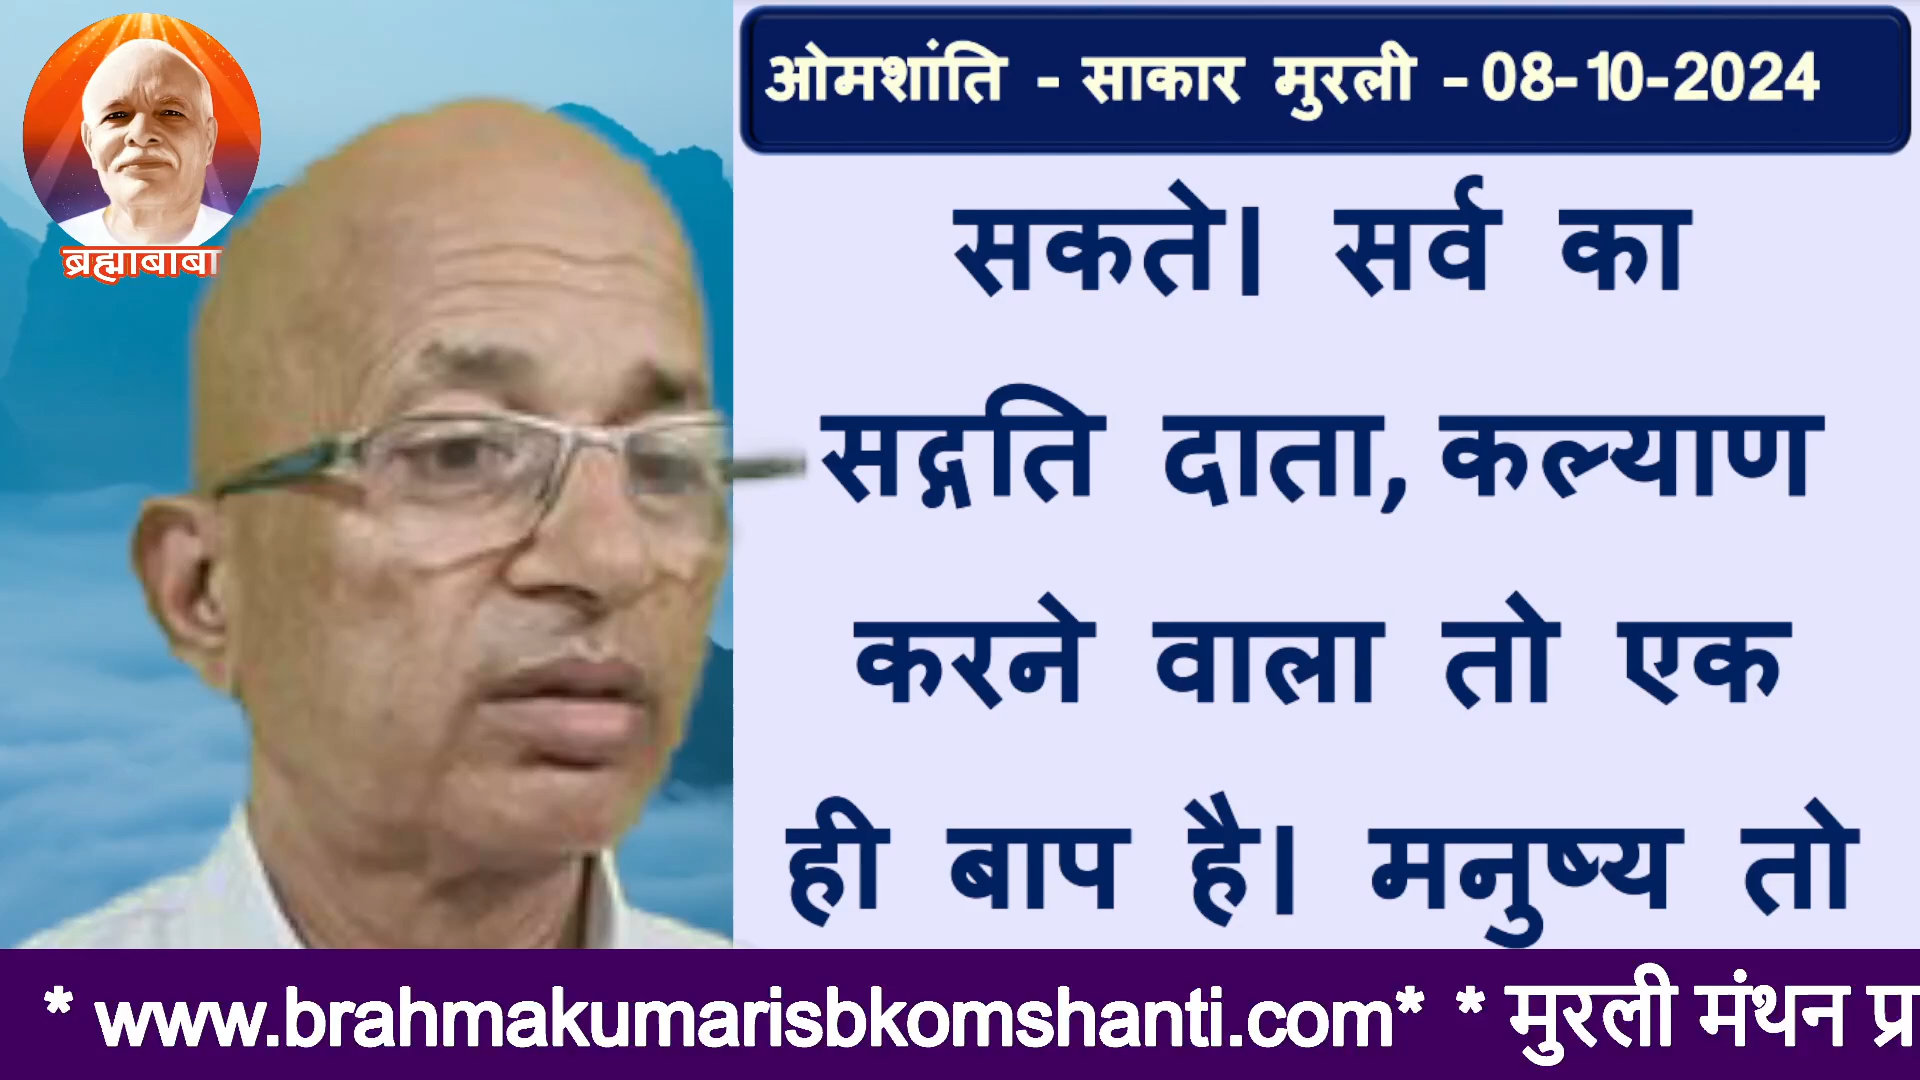 ब्रह्माबाबा
ओमशांति - साकार मुरली - 08-10-2024
सकते। सर्व का
सद्गति दाता, कल्याण
करने वाला तो एक
ही बाप है। मनुष्य तो
* www.brahmakumarisbkomshanti.com* * मुरली मंथन प्र